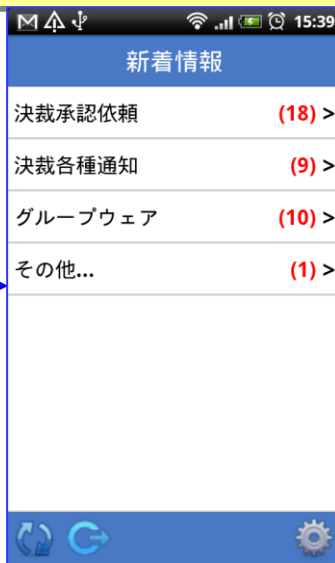 15:39
新着情報
決裁承認依頼 (18) >
決裁各種通知 (9) >
グループウェア (10) >
その他... (1) >